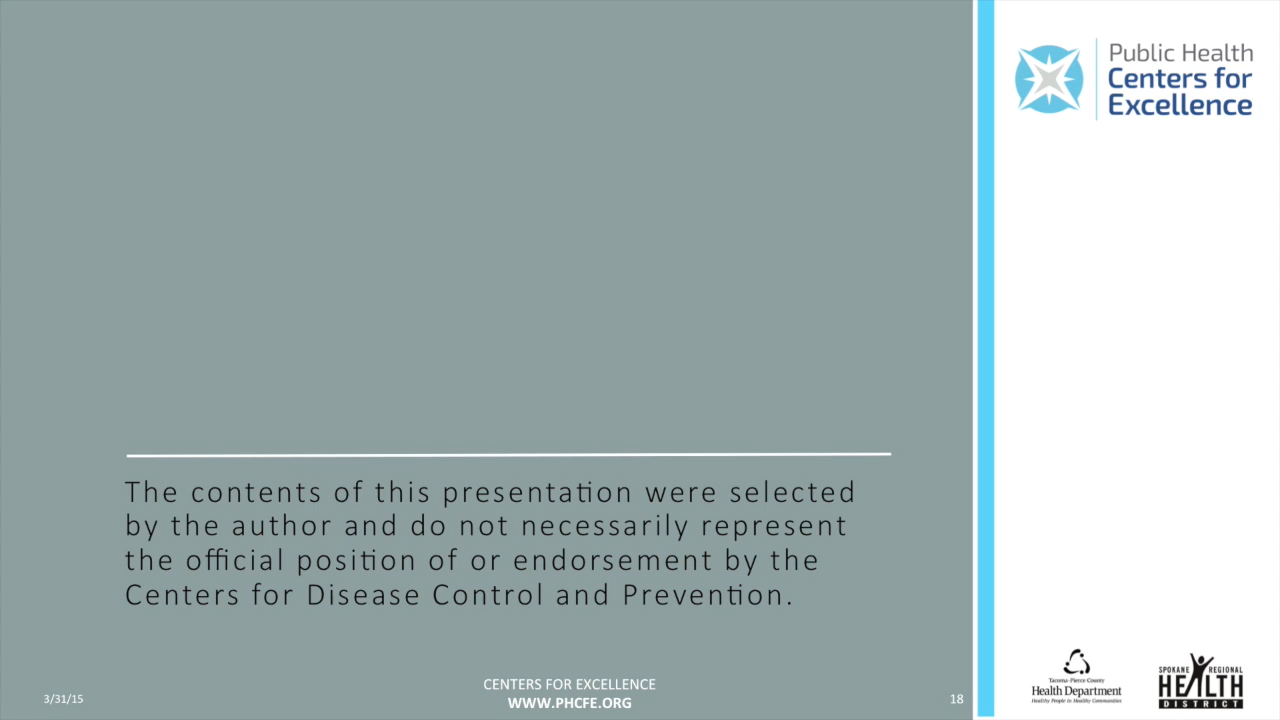 Public Health
Centers for
Excellence
The contents of this presentation were selected
by the author and do not necessarily represent
the official position of or endorsement by the
Centers for Disease Control and Prevention.
3/31/15
CENTERS FOR EXCELLENCE
WWW.PHCFE.ORG
18
Tacoma-Pierce County
Health Department
Healthy People in Healthy Communities
SPOKANE REGIONAL
HEALTH
DISTRICT